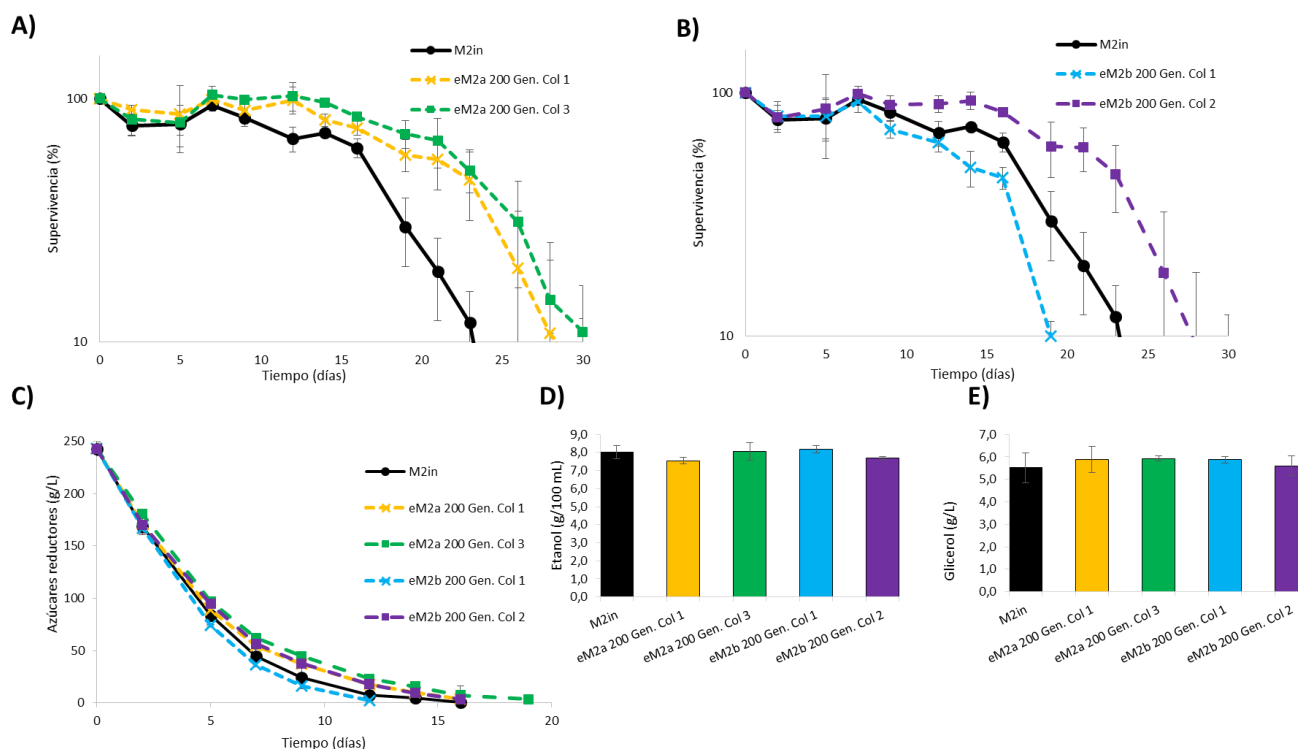 A)
M2in
eM2a 200 Gen. Col 1
eM2a 200 Gen. Col 3
100
10
Supervivencia (%)
0 5 10 15 20 25 30
Tiempo (días)
B)
M2in
eM2b 200 Gen. Col 1
eM2b 200 Gen. Col 2
100
10
Supervivencia (%)
0 5 10 15 20 25 30
Tiempo (días)
C)
250
200
150
100
50
0
Azúcares reductores (g/L)
M2in
eM2a 200 Gen. Col 1
eM2a 200 Gen. Col 3
eM2b 200 Gen. Col 1
eM2b 200 Gen. Col 2
0 5 10 15 20
Tiempo (días)
D)
9,0
8,0
7,0
6,0
5,0
4,0
3,0
2,0
1,0
0,0
Etanol (g/100 mL)
M2in
eM2a 200 Gen. Col 1
eM2a 200 Gen. Col 3
eM2b 200 Gen. Col 1
eM2b 200 Gen. Col 2
E)
7,0
6,0
5,0
4,0
3,0
2,0
1,0
0,0
Glicerol (g/L)
M2in
eM2a 200 Gen. Col 1
eM2a 200 Gen. Col 3
eM2b 200 Gen. Col 1
eM2b 200 Gen. Col 2